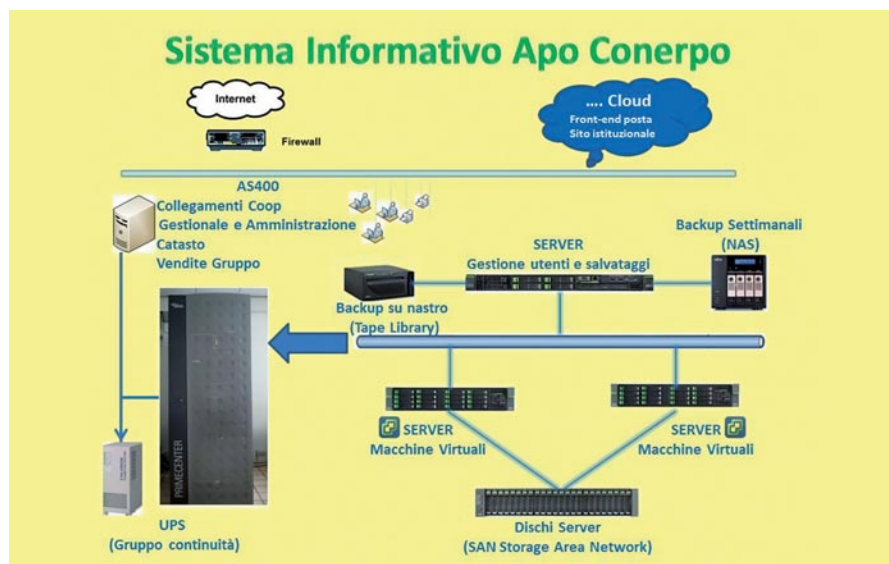 Sistema Informativo Apo Conerpo
Internet
Firewall
.... Cloud
Front-end posta
Sito istituzionale
AS400
Collegamenti Coop
Gestionale e Amministrazione
Catasto
Vendite Gruppo
SERVER
Gestione utenti e salvataggi
Backup Settimanali
(NAS)
Backup su nastro
(Tape Library)
PRIMECENTER
SERVER
Macchine Virtuali
SERVER
Macchine Virtuali
UPS
(Gruppo continuità)
Dischi Server
(SAN Storage Area Network)